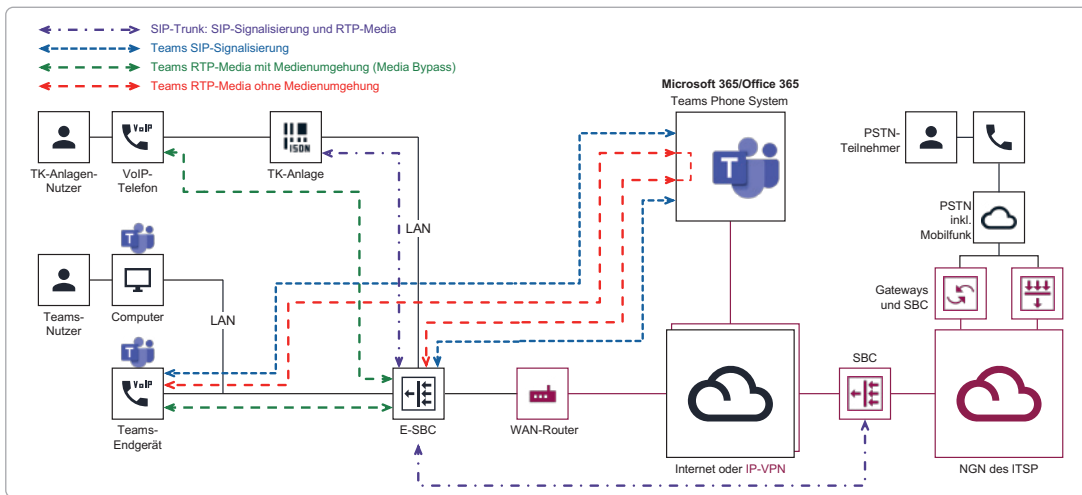 SIP-Trunk: SIP-Signalisierung und RTP-Media
Teams SIP-Signalisierung
Teams RTP-Media mit Medienumgehung (Media Bypass)
Teams RTP-Media ohne Medienumgehung
Microsoft 365/Office 365
Teams Phone System
VoIP
ISDN
TK-Anlagen-
Nutzer
VoIP-
Telefon
TK-Anlage
PSTN-
Teilnehmer
T
PSTN
inkl.
Mobilfunk
LAN
T
Teams-
Nutzer
Computer
LAN
Gateways
und SBC
T
VoIP
SBC
Teams-
Endgerät
E-SBC
WAN-Router
Internet oder IP-VPN
NGN des ITSP